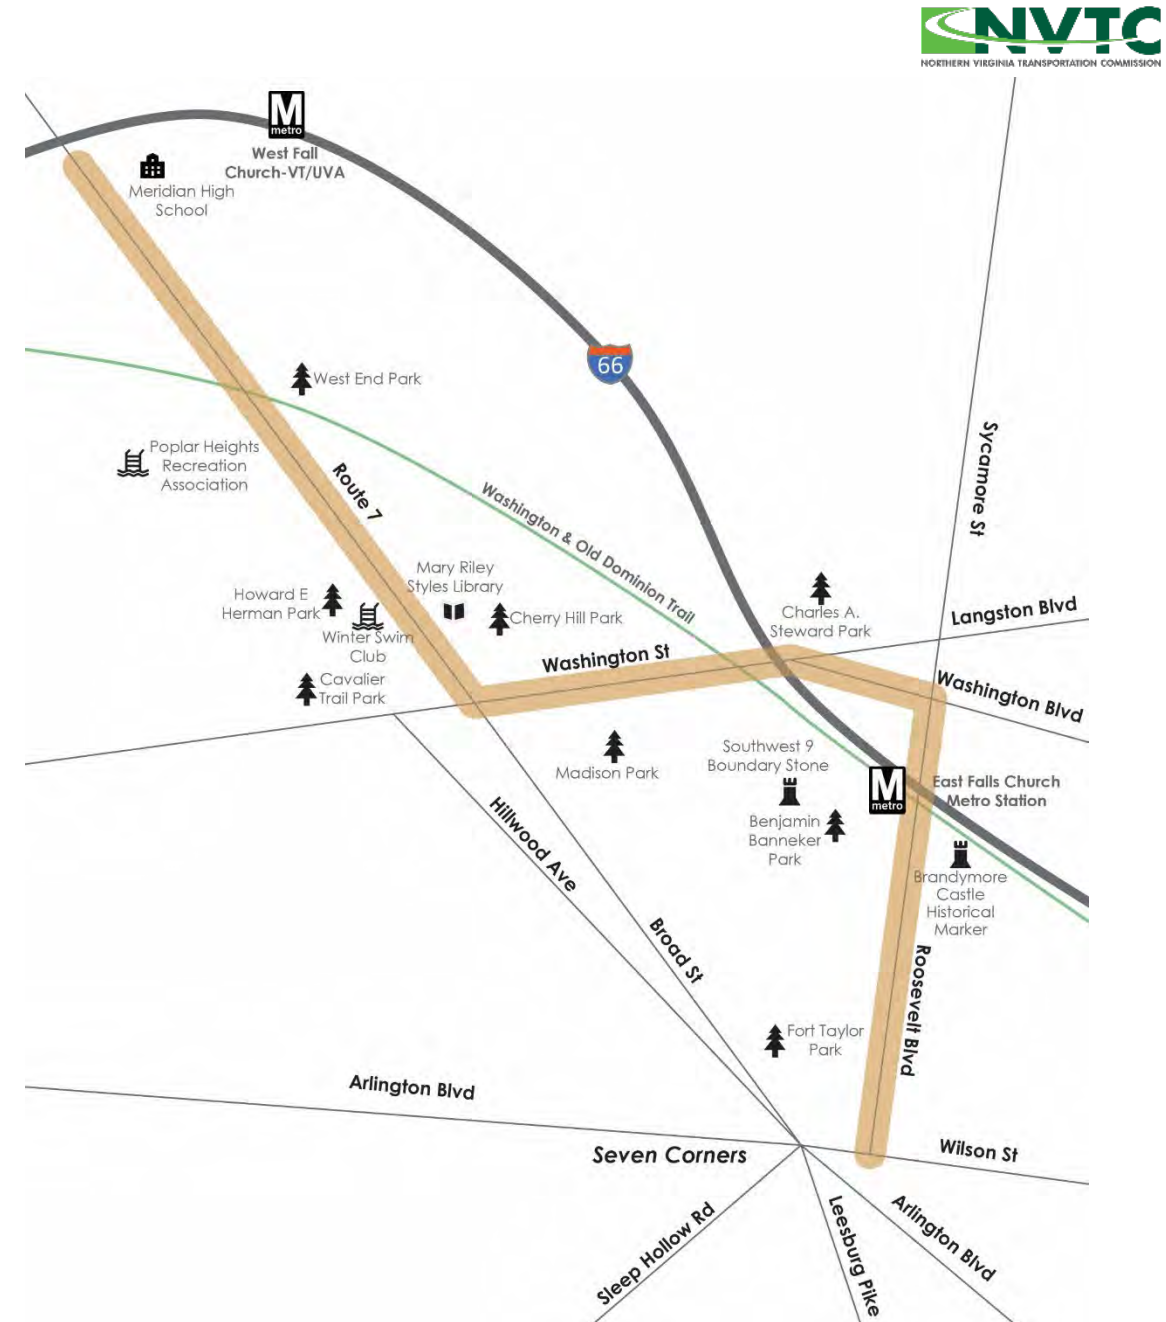 NVTC
NORTHERN VIRGINIA TRANSPORTATION COMMISSION
M
metro
West Fall
Church-VT/UVA
Meridian High
School
66
West End Park
Poplar Heights
Recreation
Association
Route 7
Sycamore St
Washington & Old Dominion Trail
Mary Riley
Styles Library
Howard E
Herman Park
Cherry Hill Park
Winter Swim
Club
Charles A.
Steward Park
Langston Blvd
Washington St
Cavalier
Trail Park
Washington Blvd
Madison Park
Southwest 9
Boundary Stone
M
metro
East Falls Church
Metro Station
Hillwood Ave
Benjamin
Banneker
Park
Brandymore
Castle
Historical
Marker
Broad St
Roosevelt Blvd
Fort Taylor
Park
Arlington Blvd
Seven Corners
Wilson St
Sleep Hollow Rd
Leesburg Pike
Arlington Blvd